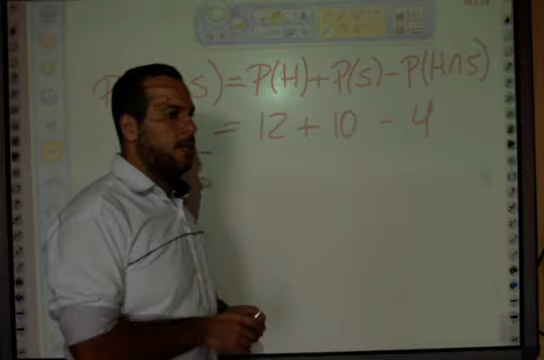 P( s) = P(H) + P(s) - P(H∩s)
= 12 + 10 - 4